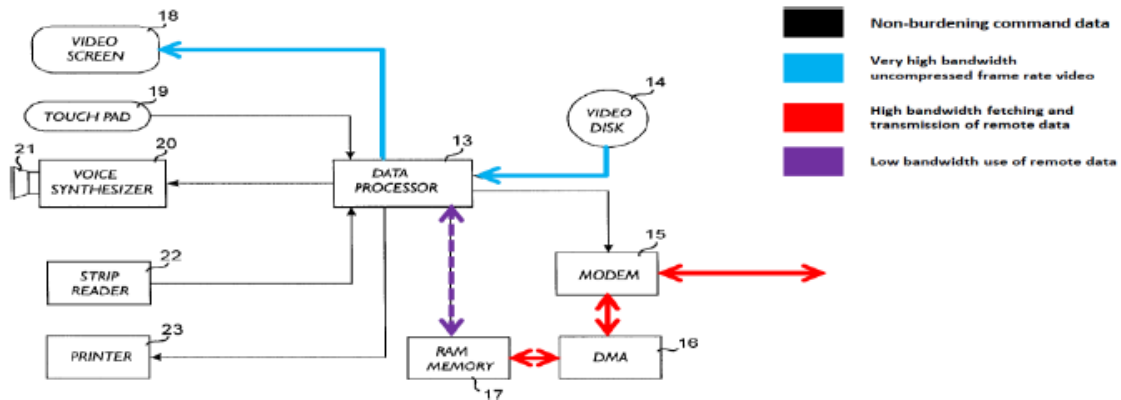 18
VIDEO
SCREEN
19
TOUCH PAD
21
20
VOICE
SYNTHESIZER
13
DATA
PROCESSOR
14
VIDEO
DISK
22
STRIP
READER
15
MODEM
23
PRINTER
RAM
MEMORY
17
DMA
16
Non-burdening command data
Very high bandwidth
uncompressed frame rate video
High bandwidth fetching and
transmission of remote data
Low bandwidth use of remote data